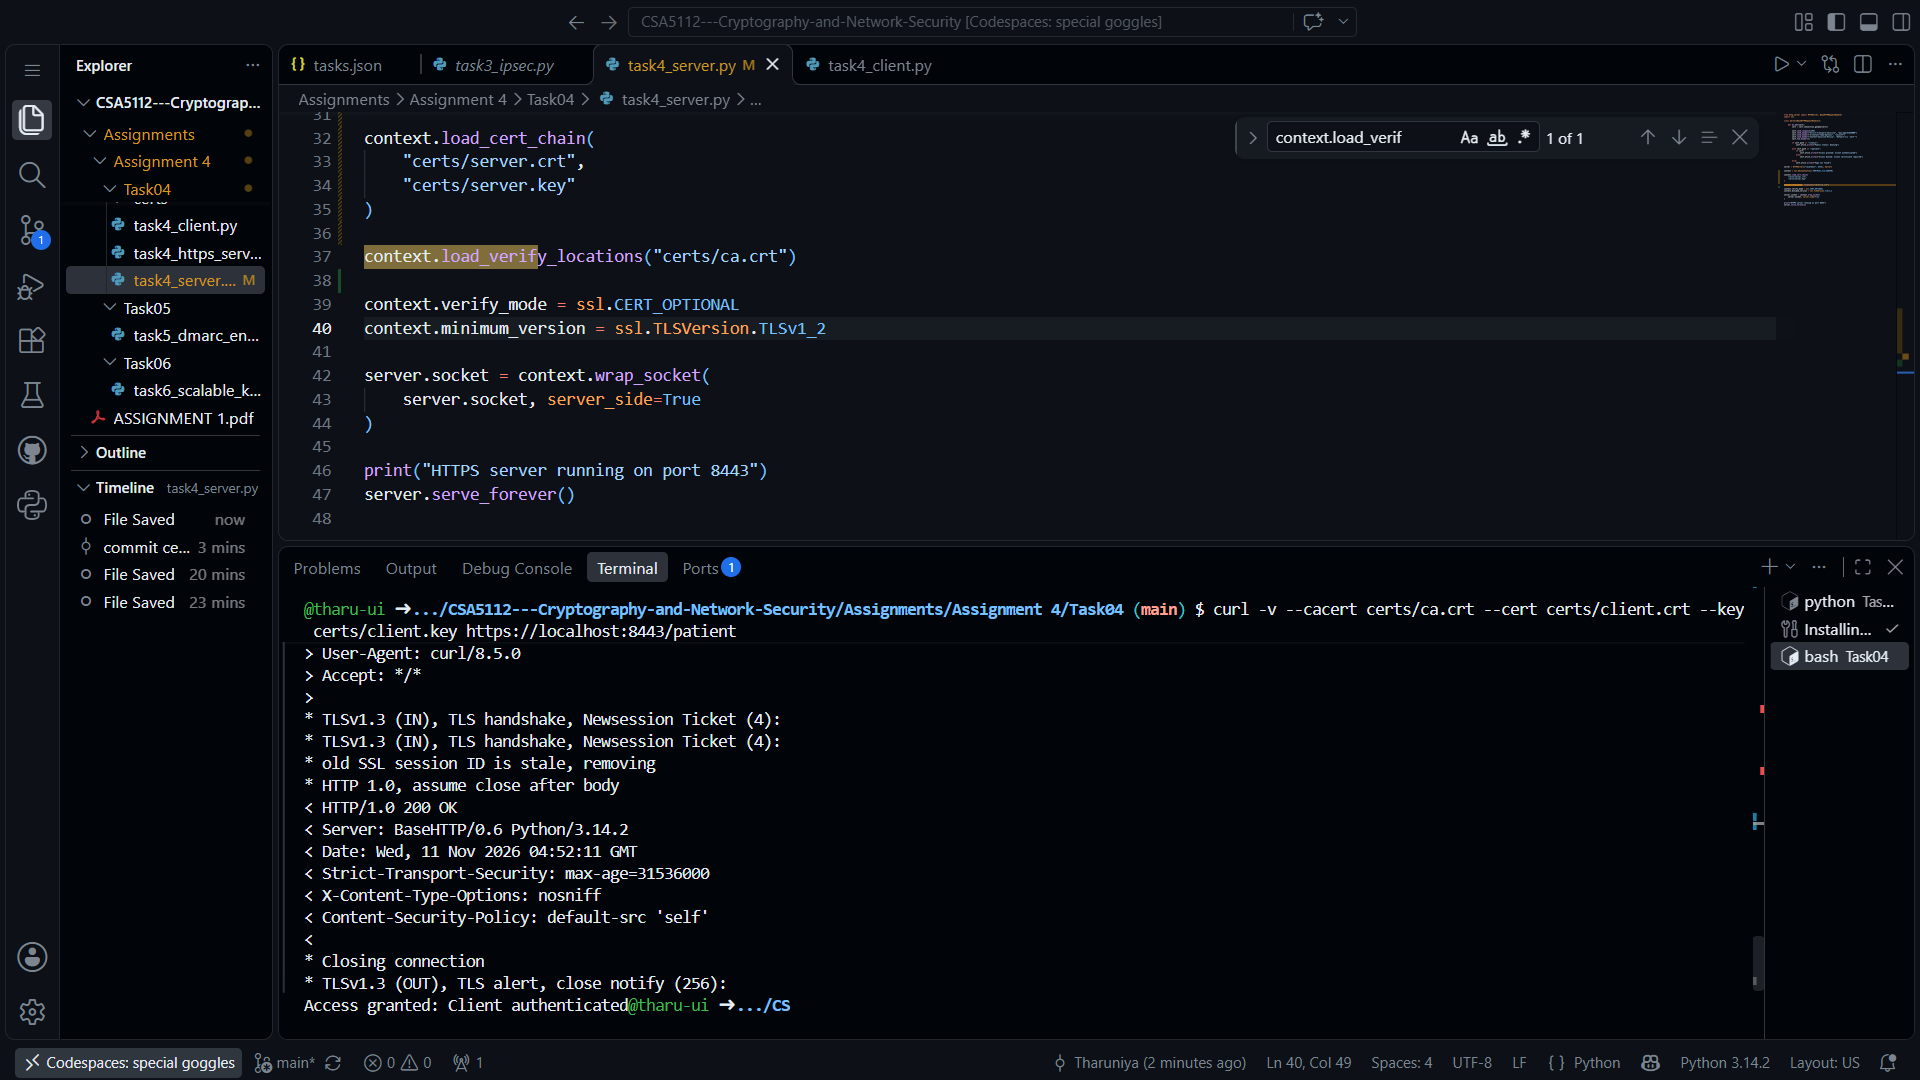 CSA5112---Cryptography-and-Network-Security [Codespaces: special goggles]
Explorer
CSA5112---Cryptograp...
Assignments
Assignment 4
Task04
certs
task4_client.py
task4_https_serv...
task4_server.... M
Task05
task5_dmarc_en...
Task06
task6_scalable_k...
ASSIGNMENT 1.pdf
Outline
Timeline task4_server.py
File Saved now
commit ce... 3 mins
File Saved 20 mins
File Saved 23 mins
tasks.json
task3_ipsec.py
task4_server.py M
task4_client.py
Assignments > Assignment 4 > Task04 > task4_server.py > ...
context.load_verif Aa ab .* 1 of 1
31
32 context.load_cert_chain(
33 "certs/server.crt",
34 "certs/server.key"
35 )
36
37 context.load_verify_locations("certs/ca.crt")
38
39 context.verify_mode = ssl.CERT_OPTIONAL
40 context.minimum_version = ssl.TLSVersion.TLSv1_2
41
42 server.socket = context.wrap_socket(
43 server.socket, server_side=True
44 )
45
46 print("HTTPS server running on port 8443")
47 server.serve_forever()
48
Problems Output Debug Console Terminal Ports 1
@tharu-ui ➜.../CSA5112---Cryptography-and-Network-Security/Assignments/Assignment 4/Task04 (main) $ curl -v --cacert certs/ca.crt --cert certs/client.crt --key
certs/client.key https://localhost:8443/patient
> User-Agent: curl/8.5.0
> Accept: */*
>
* TLSv1.3 (IN), TLS handshake, Newsession Ticket (4):
* TLSv1.3 (IN), TLS handshake, Newsession Ticket (4):
* old SSL session ID is stale, removing
* HTTP 1.0, assume close after body
< HTTP/1.0 200 OK
< Server: BaseHTTP/0.6 Python/3.14.2
< Date: Wed, 11 Nov 2026 04:52:11 GMT
< Strict-Transport-Security: max-age=31536000
< X-Content-Type-Options: nosniff
< Content-Security-Policy: default-src 'self'
<
* Closing connection
* TLSv1.3 (OUT), TLS alert, close notify (256):
Access granted: Client authenticated@tharu-ui ➜.../CS
python Tas...
Installin...
bash Task04
Codespaces: special goggles main* 0 0 1
Tharuniya (2 minutes ago) Ln 40, Col 49 Spaces: 4 UTF-8 LF { } Python Python 3.14.2 Layout: US